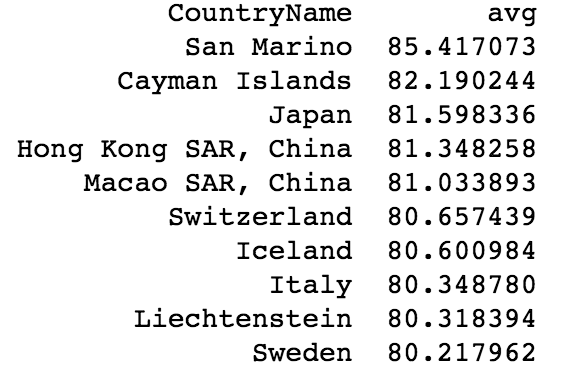 CountryName avg
San Marino 85.417073
Cayman Islands 82.190244
Japan 81.598336
Hong Kong SAR, China 81.348258
Macao SAR, China 81.033893
Switzerland 80.657439
Iceland 80.600984
Italy 80.348780
Liechtenstein 80.318394
Sweden 80.217962